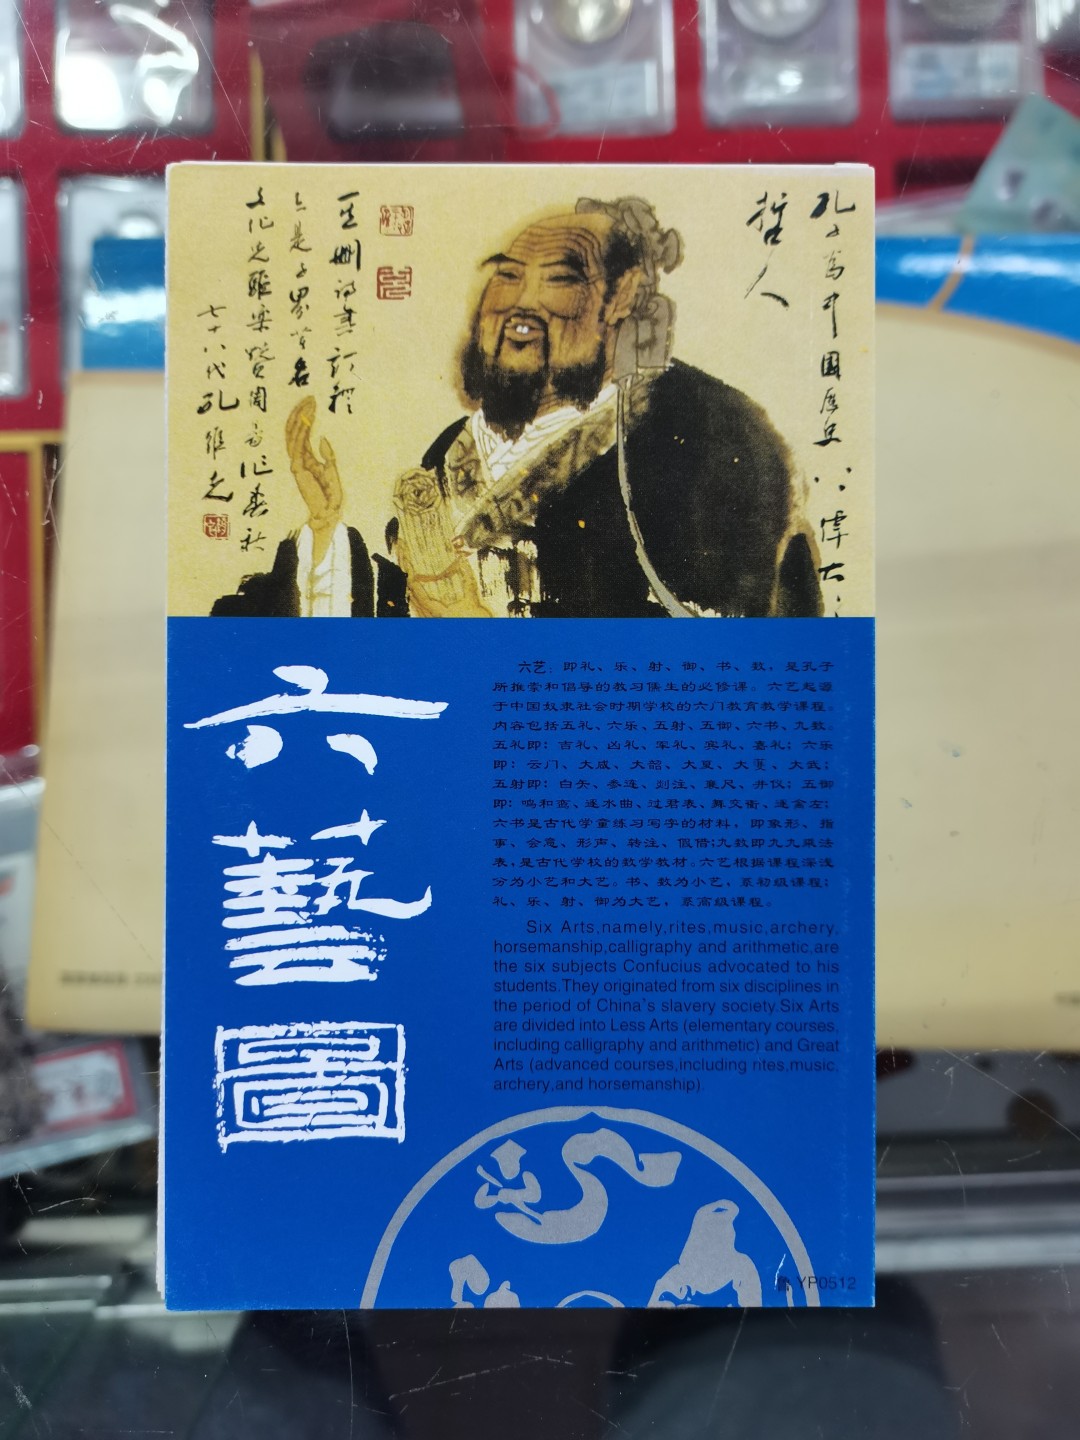 孔子为中国历史上伟大之
哲人
删诗书订礼
文化先驱
七十八代孔维克
六藝圖
六艺：即礼、乐、射、御、书、数，是孔子
所推崇和倡导的教习儒生的必修课。六艺起源
于中国奴隶社会时期学校的六门教育教学课程。
内容包括五礼、六乐、五射、五御、六书、九数。
五礼即：吉礼、凶礼、军礼、宾礼、嘉礼；六乐
即：云门、大咸、大韶、大夏、大濩、大武；
五射即：白矢、参连、剡注、襄尺、井仪；五御
即：鸣和鸾、逐水曲、过君表、舞交衢、逐禽左；
六书是古代学童练习写字的材料，即象形、指
事、会意、形声、转注、假借；九数即九九乘法
表，是古代学校的数学教材。六艺根据课程深浅
分为小艺和大艺。书、数为小艺，系初级课程；
礼、乐、射、御为大艺，系高级课程。
Six Arts,namely,rites,music,archery,
horsemanship,calligraphy and arithmetic,are
the six subjects Confucius advocated to his
students.They originated from six disciplines in
the period of China's slavery society.Six Arts
are divided into Less Arts (elementary courses,
including calligraphy and arithmetic) and Great
Arts (advanced courses,including rites,music,
archery,and horsemanship).
YP0512